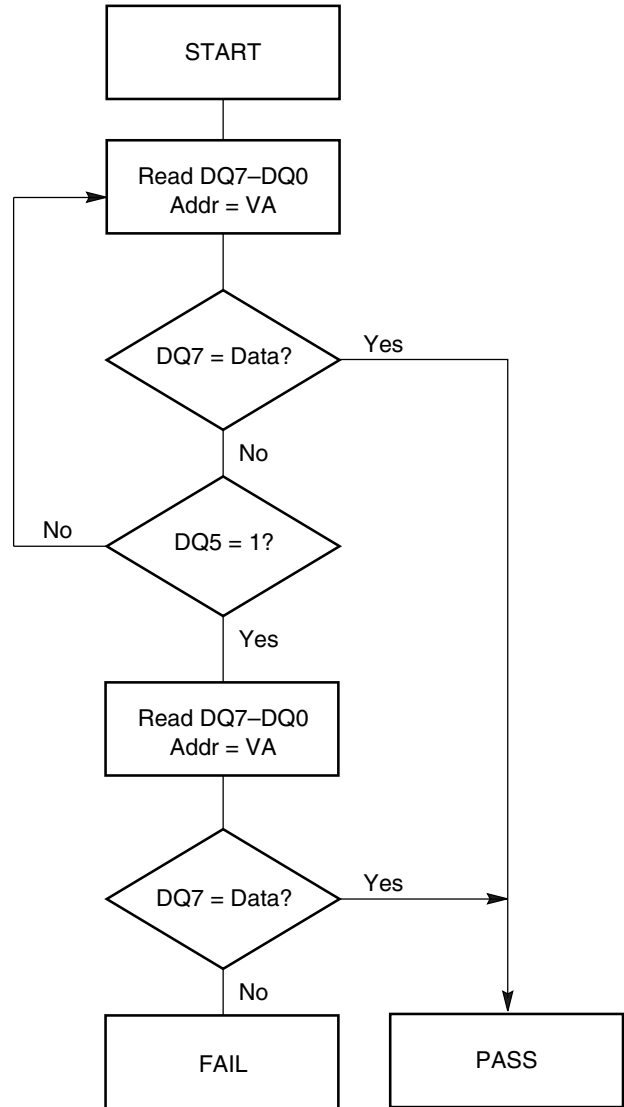 START
Read DQ7–DQ0
Addr = VA
DQ7 = Data?
Yes
No
No
DQ5 = 1?
Yes
Read DQ7–DQ0
Addr = VA
DQ7 = Data?
Yes
No
FAIL
PASS